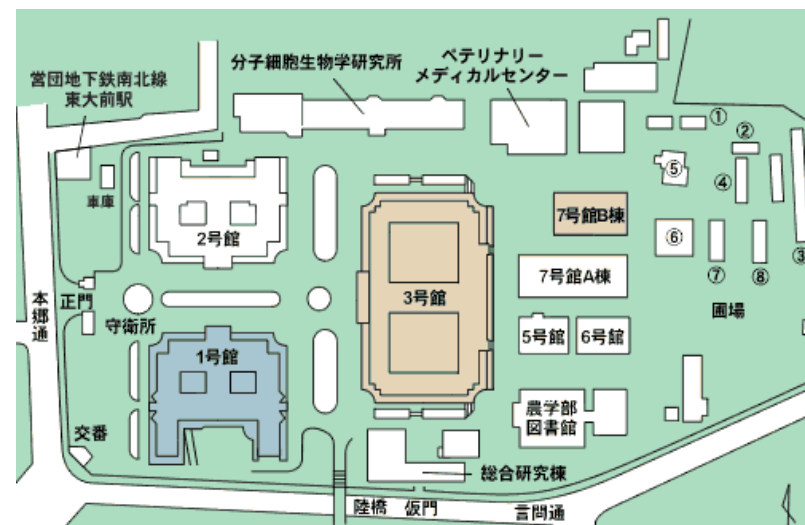 営団地下鉄南北線
東大前駅
分子細胞生物学研究所
ベテリナリー
メディカルセンター
①
②
⑤
④
車庫
2号館
7号館B棟
⑥
⑦
⑧
③
本郷通
正門
守衛所
3号館
7号館A棟
圃場
1号館
5号館
6号館
交番
農学部
図書館
総合研究棟
陸橋
仮門
言問通